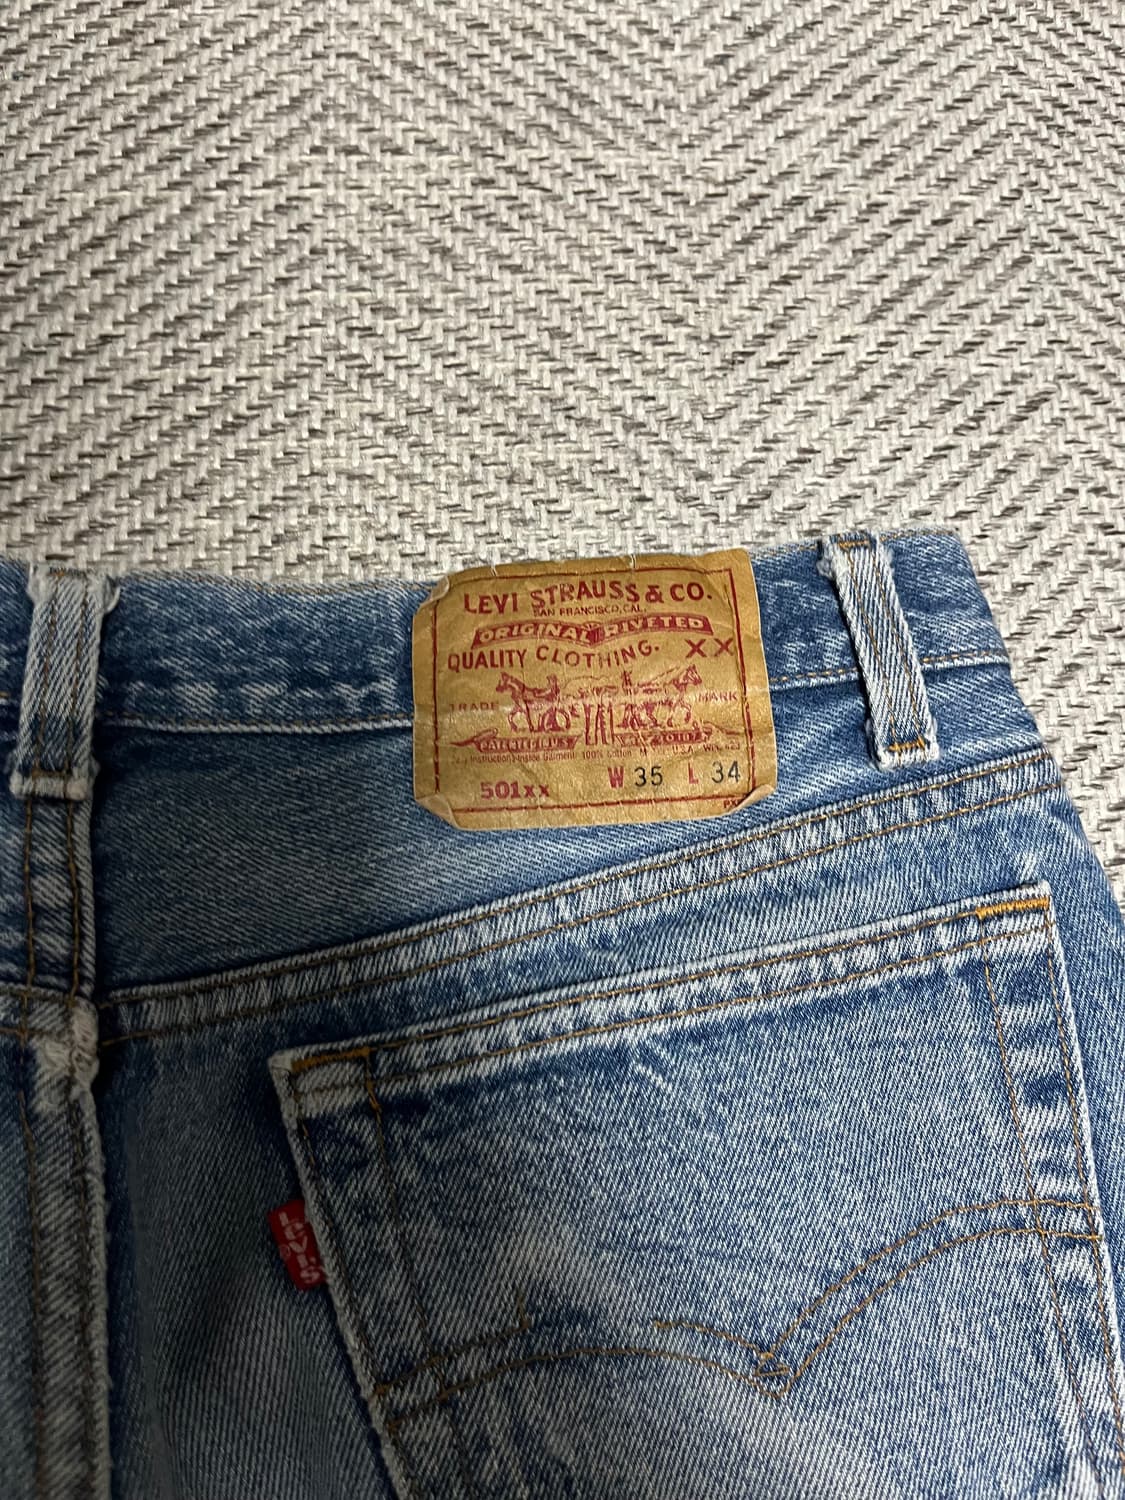 LEVI STRAUSS & CO.
SAN FRANCISCO, CAL.
ORIGINAL RIVETED
QUALITY CLOTHING. XX
TRADE MARK
501xx W 35 L 34
LEVI'S